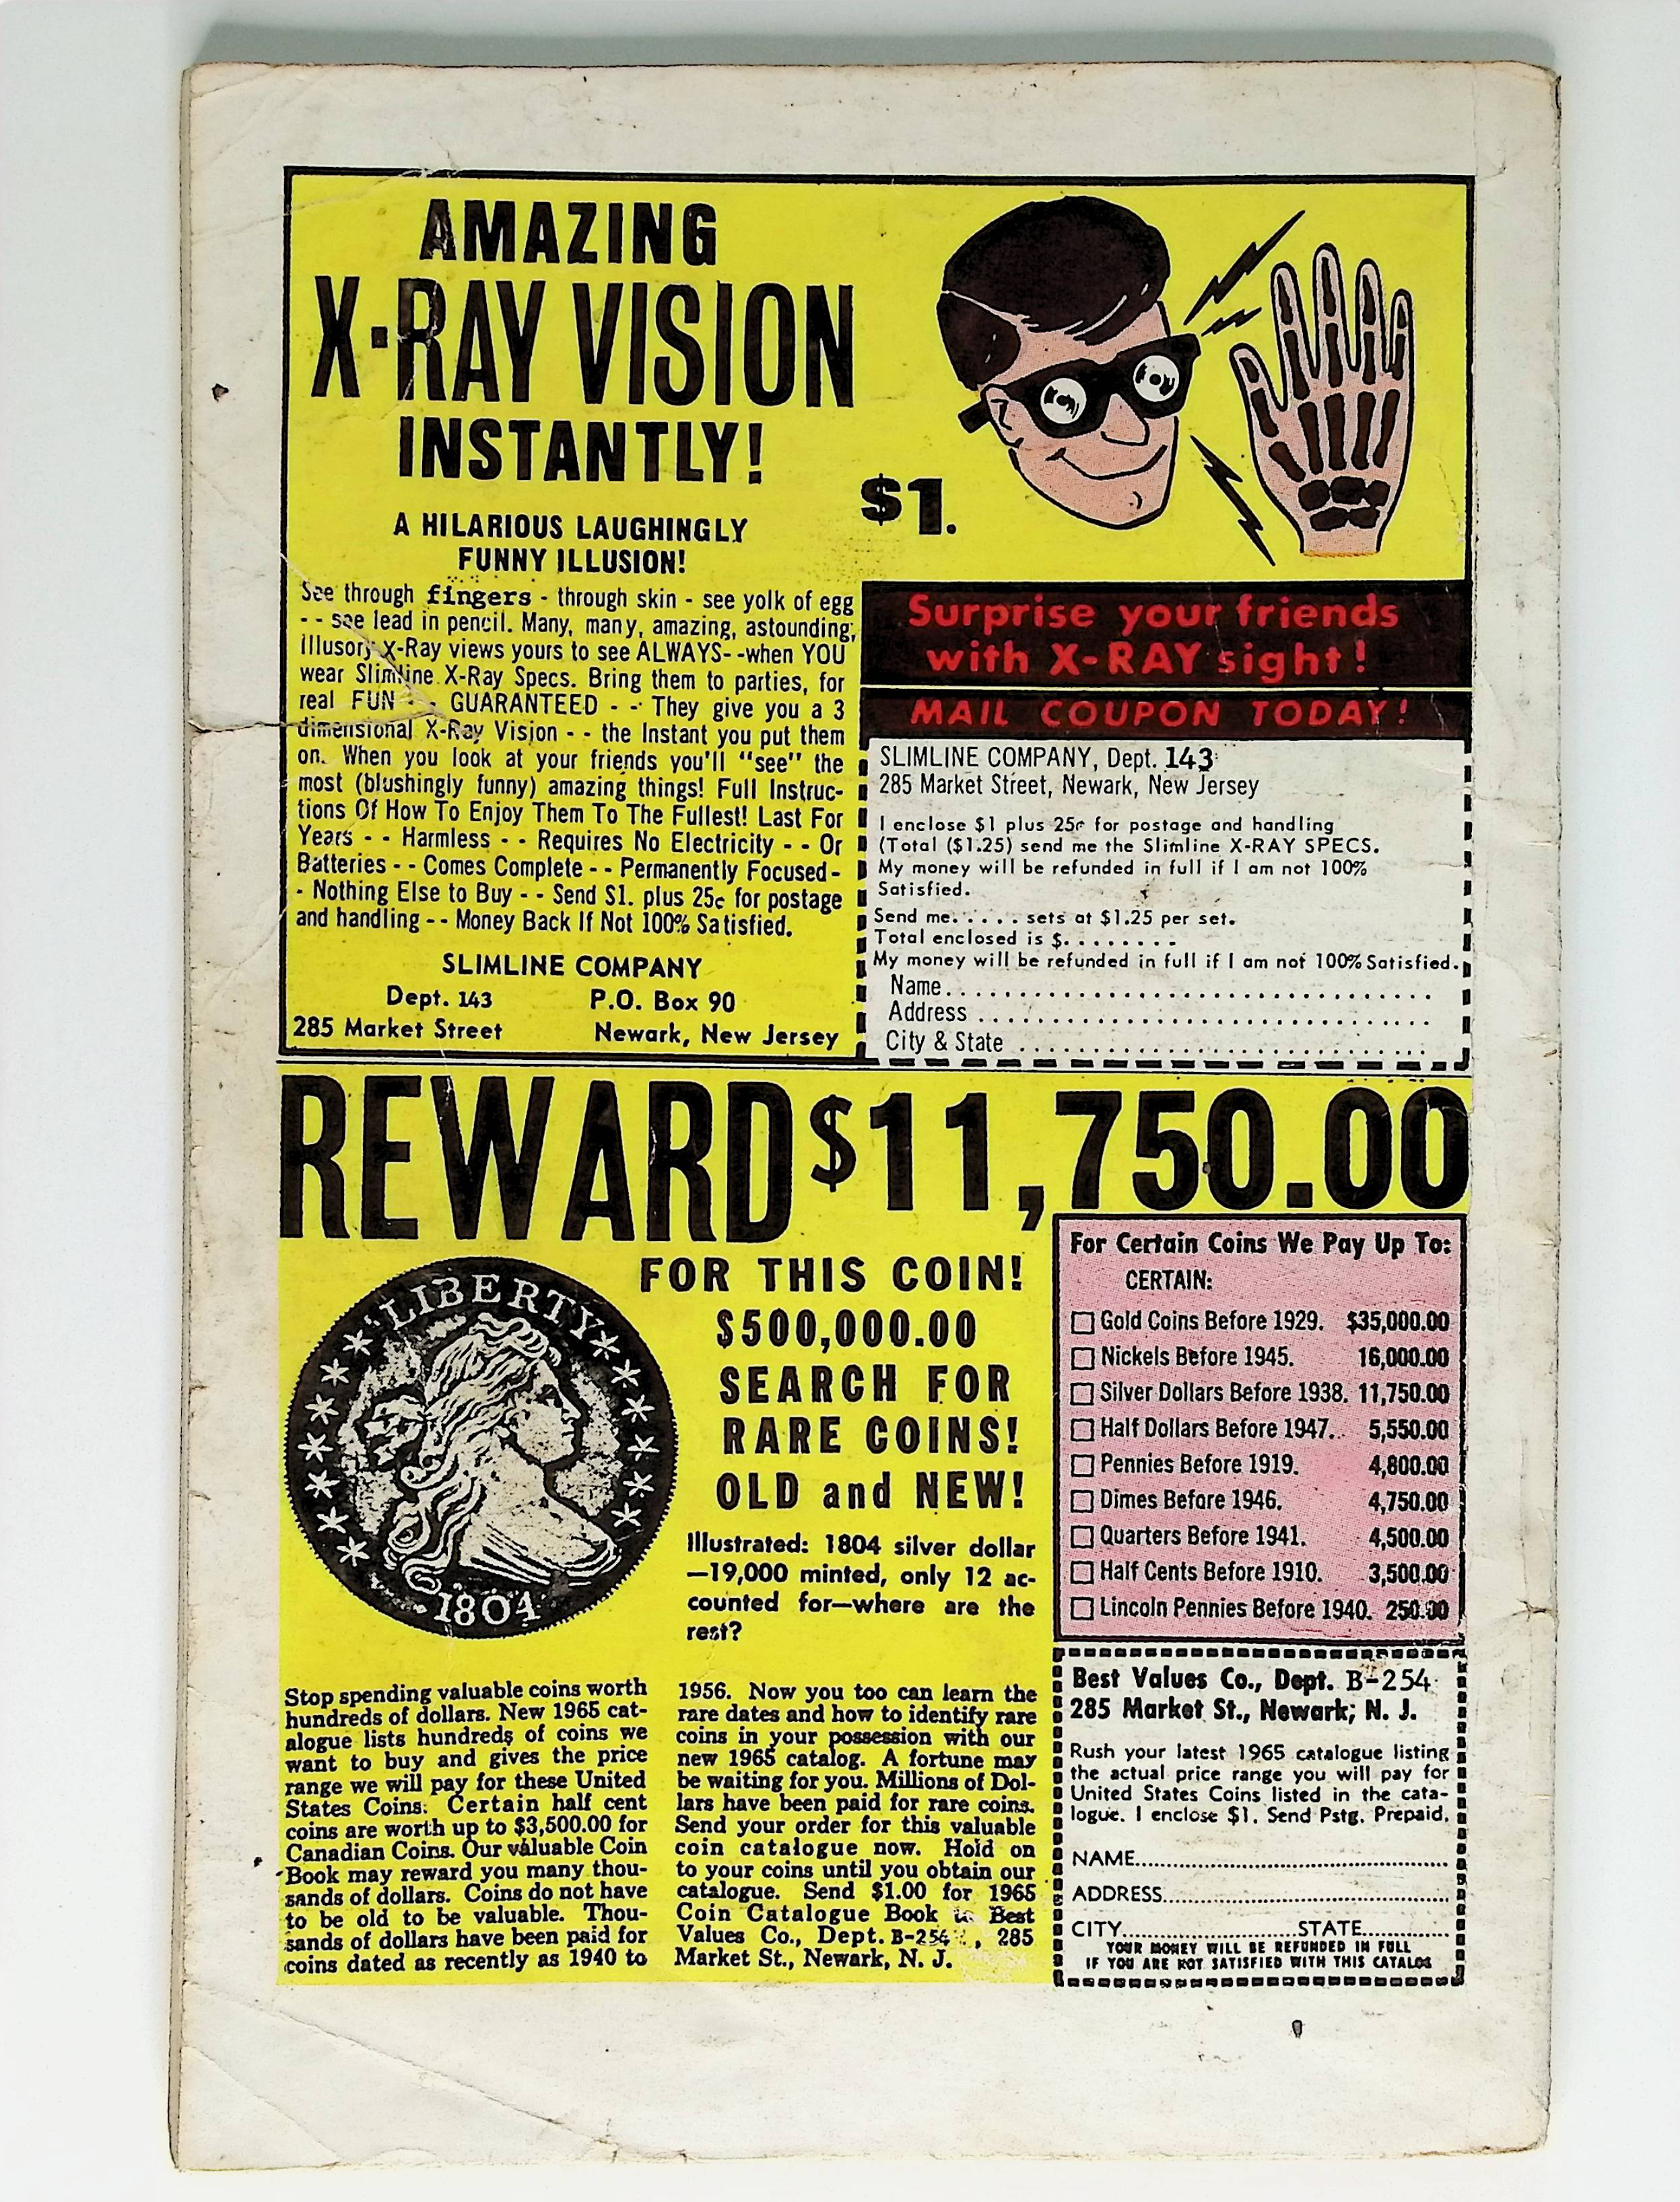 AMAZING
X-RAY VISION
INSTANTLY!
A HILARIOUS LAUGHINGLY
FUNNY ILLUSION!
$1.
See through fingers - through skin - see yolk of egg
- - see lead in pencil. Many, many, amazing, astounding,
Illusory X-Ray views yours to see ALWAYS- -when YOU
wear Slimline X-Ray Specs. Bring them to parties, for
real FUN - - GUARANTEED - - They give you a 3
dimensional X-Ray Vision - - the Instant you put them
on. When you look at your friends you'll "see" the
most (blushingly funny) amazing things! Full Instruc-
tions Of How To Enjoy Them To The Fullest! Last For
Years - - Harmless - - Requires No Electricity - - Or
Batteries - - Comes Complete - - Permanently Focused -
- Nothing Else to Buy - - Send $1. plus 25c for postage
and handling - - Money Back If Not 100% Satisfied.
SLIMLINE COMPANY
Dept. 143 P.O. Box 90
285 Market Street Newark, New Jersey
Surprise your friends
with X-RAY sight!
MAIL COUPON TODAY!
SLIMLINE COMPANY, Dept. 143
285 Market Street, Newark, New Jersey
I enclose $1 plus 25c for postage and handling
(Total ($1.25) send me the Slimline X-RAY SPECS.
My money will be refunded in full if I am not 100%
Satisfied.
Send me..... sets at $1.25 per set.
Total enclosed is $........
My money will be refunded in full if I am not 100% Satisfied.
Name..................................
Address................................
City & State.............................
REWARD $11,750.00
FOR THIS COIN!
$500,000.00
SEARCH FOR
RARE COINS!
OLD and NEW!
LIBERTY
1804
Illustrated: 1804 silver dollar
—19,000 minted, only 12 ac-
counted for—where are the
rest?
Stop spending valuable coins worth
hundreds of dollars. New 1965 cat-
alogue lists hundreds of coins we
want to buy and gives the price
range we will pay for these United
States Coins. Certain half cent
coins are worth up to $3,500.00 for
Canadian Coins. Our valuable Coin
Book may reward you many thou-
sands of dollars. Coins do not have
to be old to be valuable. Thou-
sands of dollars have been paid for
coins dated as recently as 1940 to
1956. Now you too can learn the
rare dates and how to identify rare
coins in your possession with our
new 1965 catalog. A fortune may
be waiting for you. Millions of Dol-
lars have been paid for rare coins.
Send your order for this valuable
coin catalogue now. Hold on
to your coins until you obtain our
catalogue. Send $1.00 for 1965
Coin Catalogue Book to Best
Values Co., Dept. B-254, 285
Market St., Newark, N. J.
For Certain Coins We Pay Up To:
CERTAIN:
Gold Coins Before 1929. $35,000.00
Nickels Before 1945. 16,000.00
Silver Dollars Before 1938. 11,750.00
Half Dollars Before 1947.. 5,550.00
Pennies Before 1919. 4,800.00
Dimes Before 1946. 4,750.00
Quarters Before 1941. 4,500.00
Half Cents Before 1910. 3,500.00
Lincoln Pennies Before 1940. 250.00
Best Values Co., Dept. B-254
285 Market St., Newark, N. J.
Rush your latest 1965 catalogue listing
the actual price range you will pay for
United States Coins listed in the cata-
logue. I enclose $1. Send Pstg. Prepaid.
NAME..................................
ADDRESS..............................
CITY....................STATE............
YOUR MONEY WILL BE REFUNDED IN FULL
IF YOU ARE NOT SATISFIED WITH THIS CATALOG